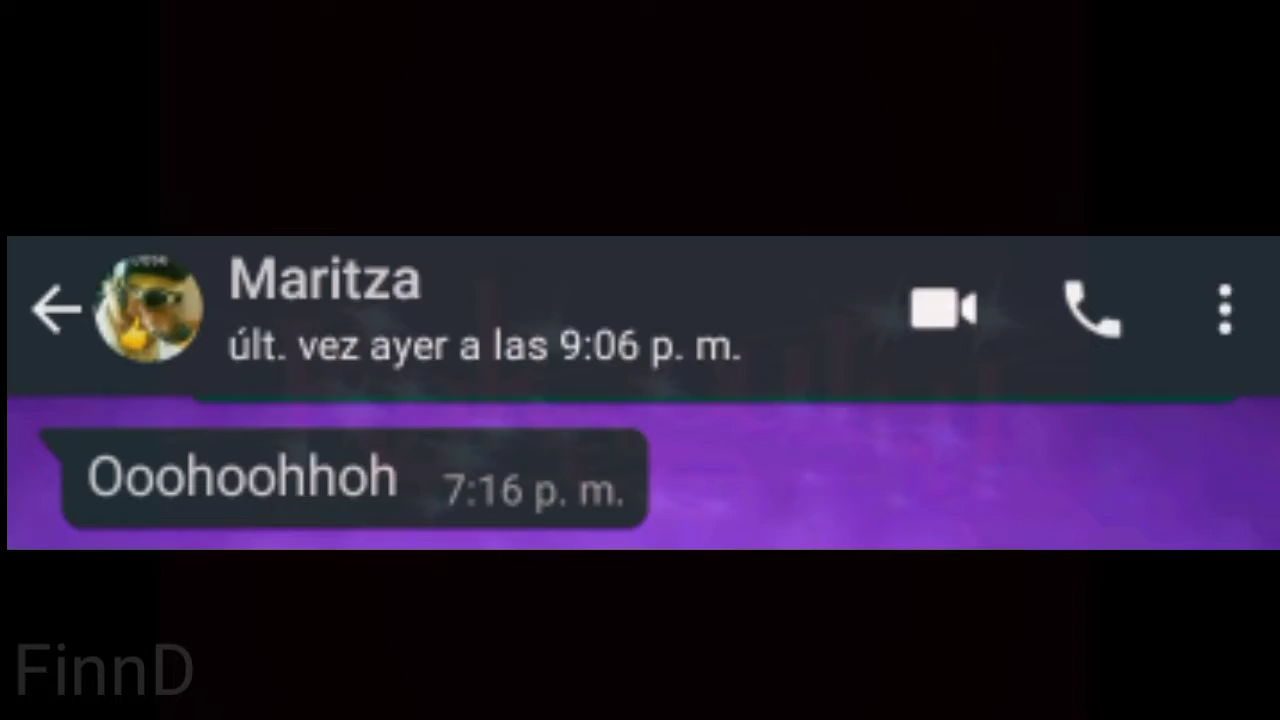 Maritza
últ. vez ayer a las 9:06 p. m.
Ooohoohhoh 7:16 p. m.
FinnD